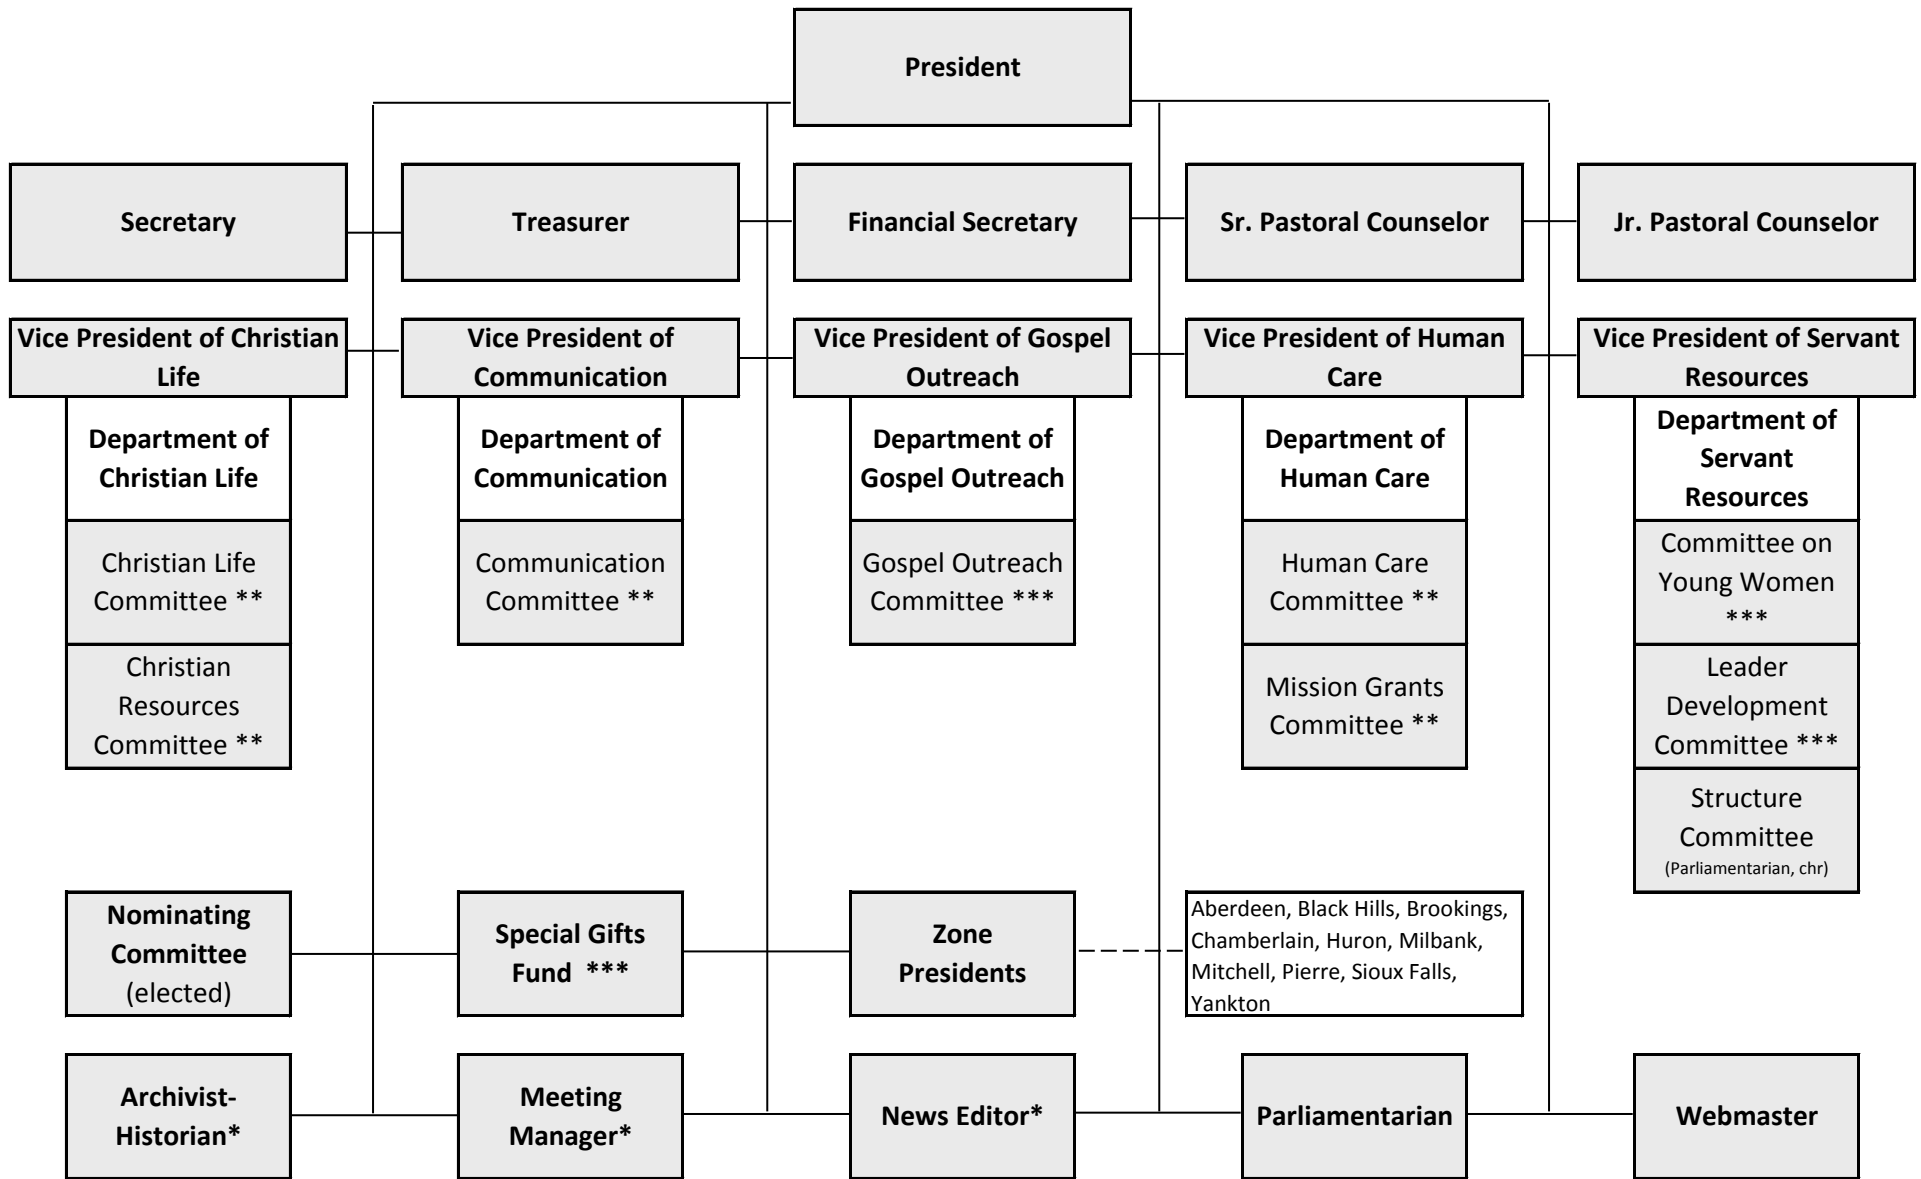 President
Secretary
Treasurer
Financial Secretary
Sr. Pastoral Counselor
Jr. Pastoral Counselor
Vice President of Christian
Life
Vice President of
Communication
Vice President of Gospel
Outreach
Vice President of Human
Care
Vice President of Servant
Resources
Department of
Christian Life
Department of
Communication
Department of
Gospel Outreach
Department of
Human Care
Department of
Servant
Resources
Christian Life
Committee **
Communication
Committee **
Gospel Outreach
Committee ***
Human Care
Committee **
Committee on
Young Women
***
Christian
Resources
Committee **
Mission Grants
Committee **
Leader
Development
Committee ***
Structure
Committee
(Parliamentarian, chr)
Nominating
Committee
(elected)
Special Gifts
Fund ***
Zone
Presidents
Aberdeen, Black Hills, Brookings,
Chamberlain, Huron, Milbank,
Mitchell, Pierre, Sioux Falls,
Yankton
Archivist-
Historian*
Meeting
Manager*
News Editor*
Parliamentarian
Webmaster